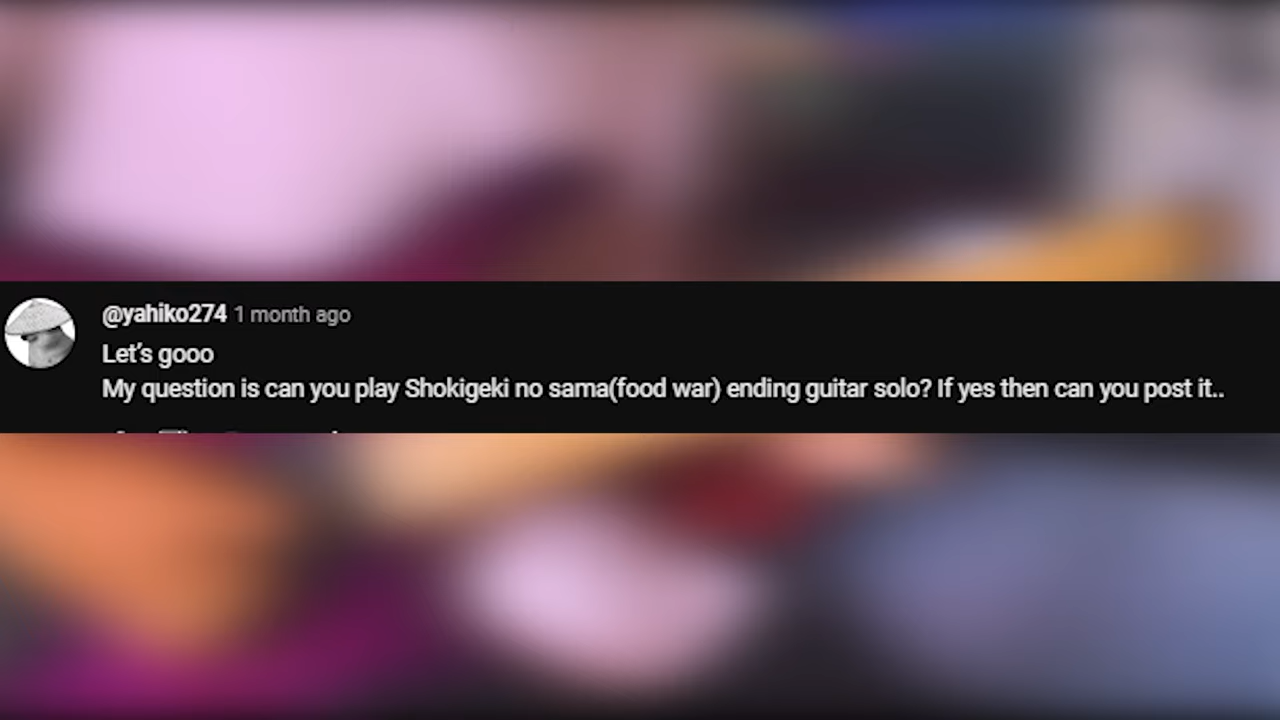 @yahiko274 1 month ago
Let's gooo
My question is can you play Shokigeki no sama(food war) ending guitar solo? If yes then can you post it..